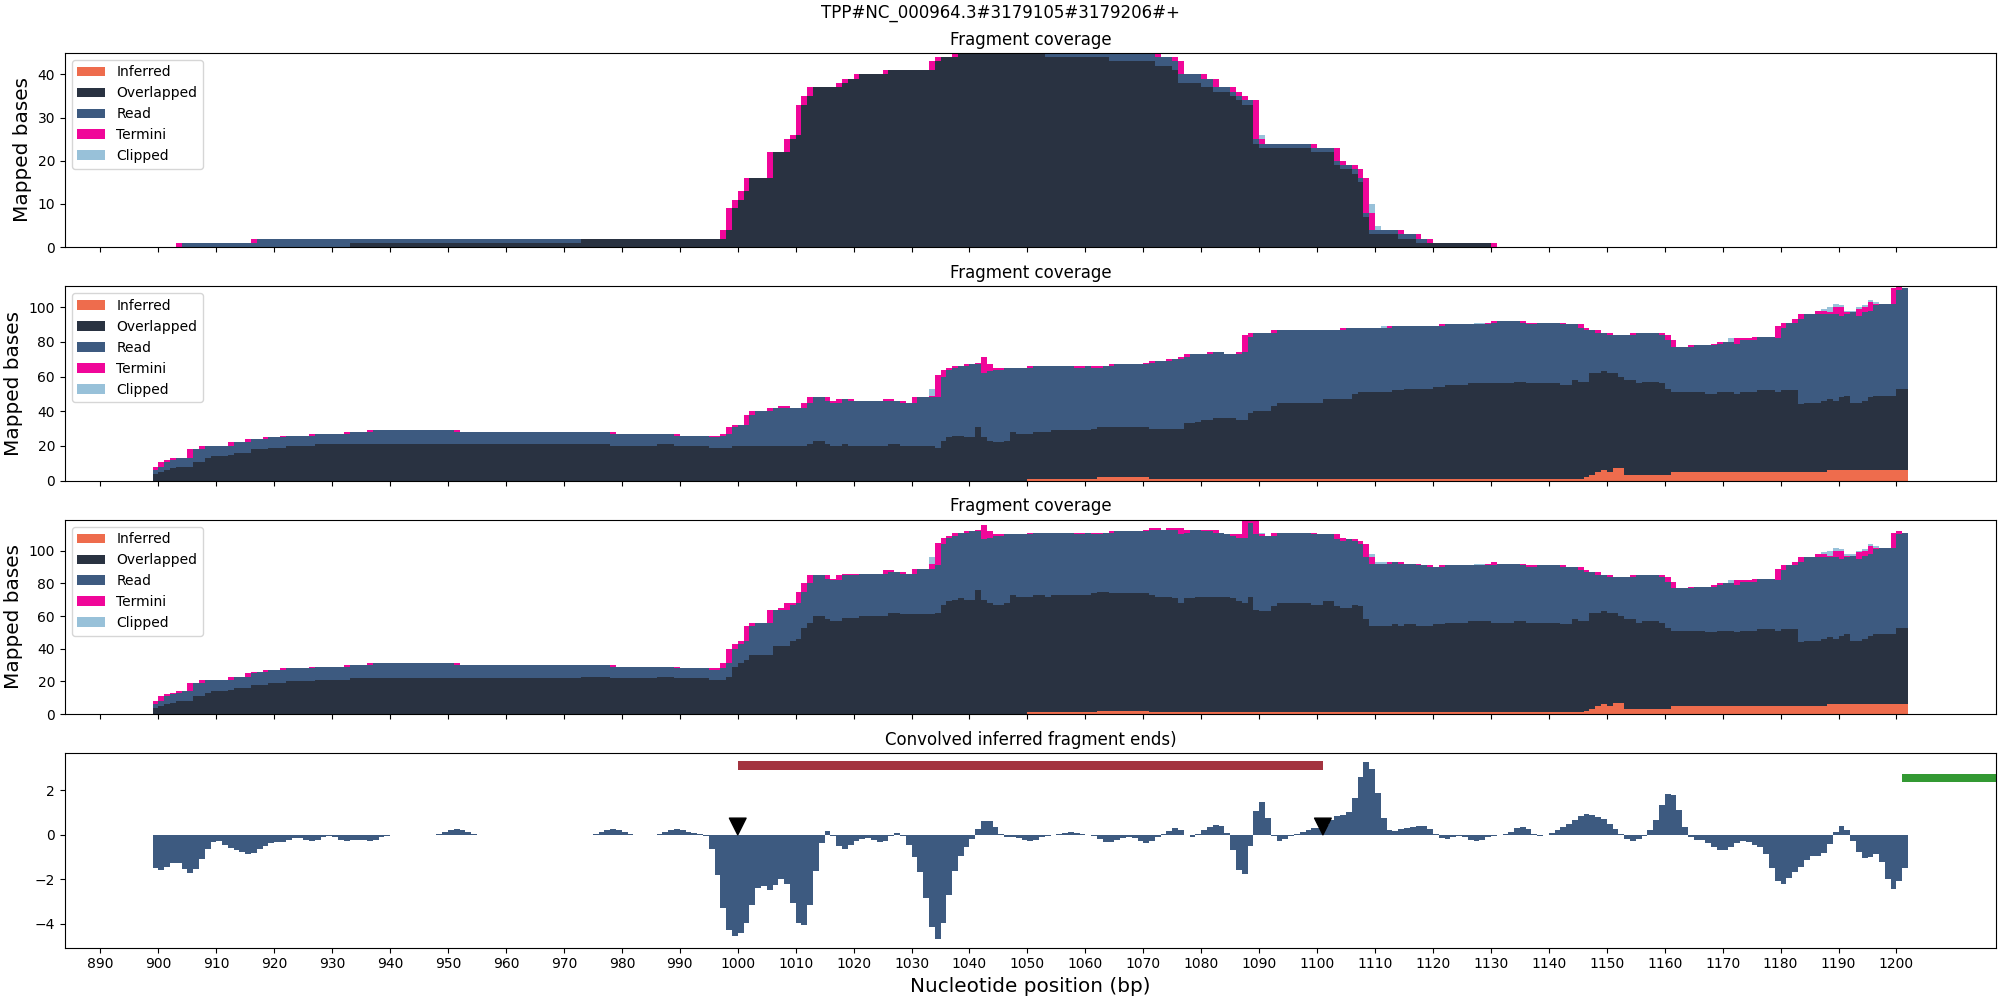 TPP#NC_000964.3#3179105#3179206#+
Fragment coverage
Mapped bases
40
30
20
10
0
Inferred
Overlapped
Read
Termini
Clipped
Fragment coverage
Mapped bases
100
80
60
40
20
0
Inferred
Overlapped
Read
Termini
Clipped
Fragment coverage
Mapped bases
100
80
60
40
20
0
Inferred
Overlapped
Read
Termini
Clipped
Convolved inferred fragment ends)
2
0
−2
−4
890 900 910 920 930 940 950 960 970 980 990 1000 1010 1020 1030 1040 1050 1060 1070 1080 1090 1100 1110 1120 1130 1140 1150 1160 1170 1180 1190 1200
Nucleotide position (bp)